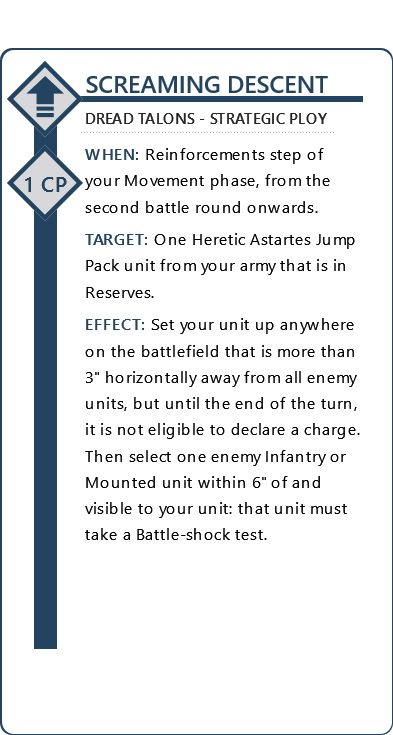 SCREAMING DESCENT
DREAD TALONS - STRATEGIC PLOY
1 CP
WHEN: Reinforcements step of
your Movement phase, from the
second battle round onwards.
TARGET: One Heretic Astartes Jump
Pack unit from your army that is in
Reserves.
EFFECT: Set your unit up anywhere
on the battlefield that is more than
3" horizontally away from all enemy
units, but until the end of the turn,
it is not eligible to declare a charge.
Then select one enemy Infantry or
Mounted unit within 6" of and
visible to your unit: that unit must
take a Battle-shock test.